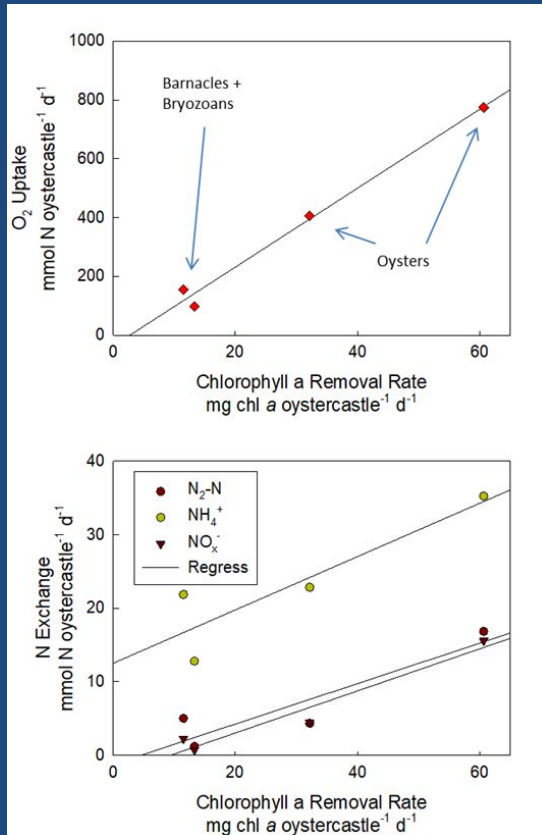 1000
800
600
400
200
0
O₂ Uptake
mmol N oystercastle⁻¹ d⁻¹
Barnacles +
Bryozoans
Oysters
0 20 40 60
Chlorophyll a Removal Rate
mg chl a oystercastle⁻¹ d⁻¹
40
30
20
10
0
N Exchange
mmol N oystercastle⁻¹ d⁻¹
N₂-N
NH₄⁺
NOₓ⁻
Regress
0 20 40 60
Chlorophyll a Removal Rate
mg chl a oystercastle⁻¹ d⁻¹